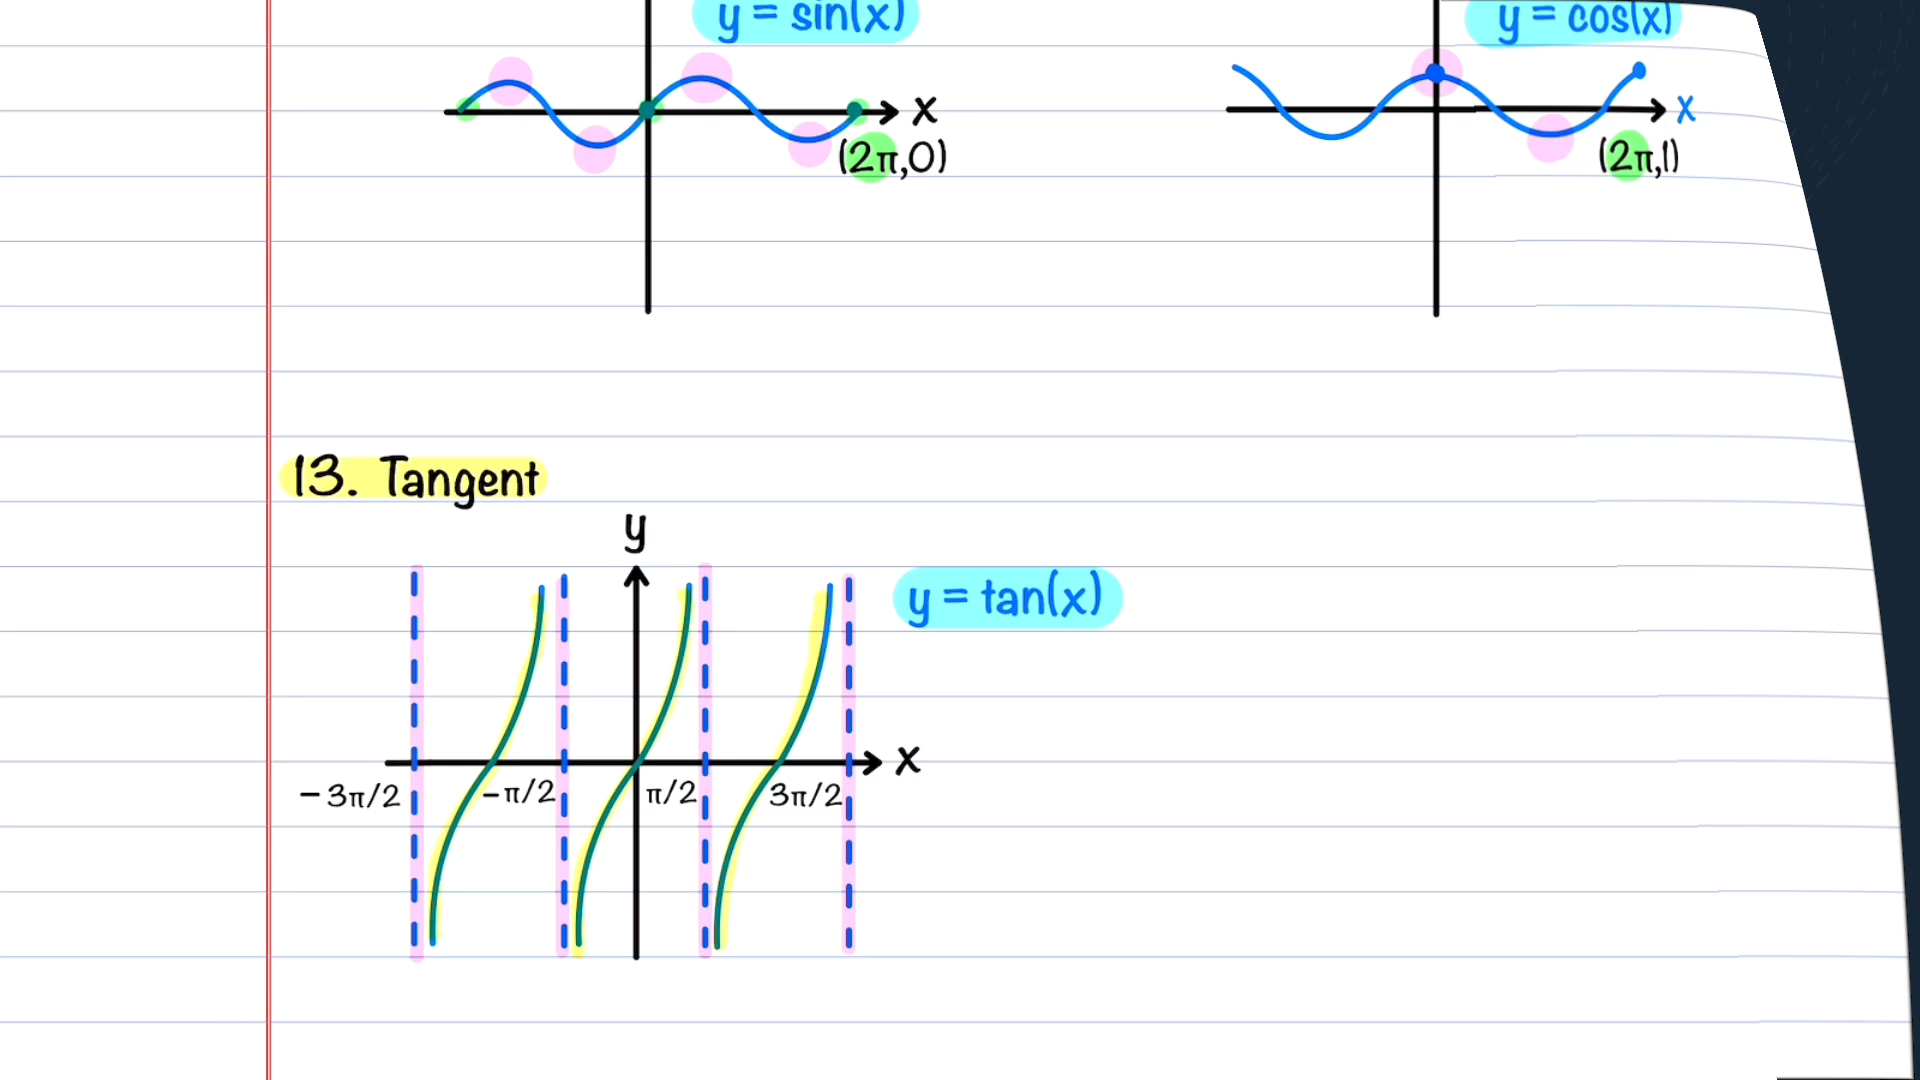 y = sin(x)
y = cos(x)
x
x
(2π,0)
(2π,1)
13. Tangent
y
y = tan(x)
x
−3π/2
−π/2
π/2
3π/2